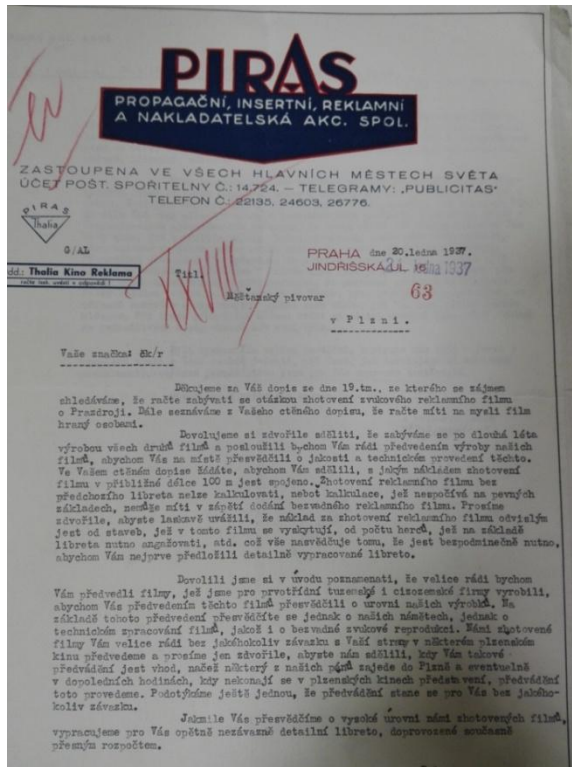 PIRAS
PROPAGAČNÍ, INSERTNÍ, REKLAMNÍ
A NAKLADATELSKÁ AKC. SPOL.
ZASTOUPENA VE VŠECH HLAVNÍCH MĚSTECH SVĚTA
ÚČET POŠT. SPOŘITELNY Č.: 14.724. — TELEGRAMY: „PUBLICITAS“
TELEFON Č.: 22135, 24603, 26776.
PIRAS
Thalia
G/AL
PRAHA dne 20. ledna 1937.
JINDŘIŠSKÁ UL.
ledna 1937
dd.: Thalia Kino Reklama
račte lask. uvésti v odpovědi !
Titl.
XXVIII
63
Měšťanský pivovar
v Plzni.
Vaše značka: čk/r
Děkujeme za Váš dopis ze dne 19.tm., ze kterého se zájmem
shledáváme, že račte zabývati se otázkou zhotovení zvukového reklamního filmu
o Prazdroji. Dále seznáváme z Vašeho ctěného dopisu, že račte míti na mysli film
hraný osobami.
Dovolujeme si zdvořile sděliti, že zabýváme se po dlouhá léta
výrobou všech druhů filmů a posloužili bychom Vám rádi předvedením výroby našich
filmů, abychom Vás na místě přesvědčili o jakosti a technickém provedení těchto.
Ve Vašem ctěném dopise žádáte, abychom Vám sdělili, s jakým nákladem zhotovení
filmu v přibližné délce 100 m jest spojeno. Zhotovení reklamního filmu bez
předchozího libreta nelze kalkulovati, neboť kalkulace, jež nespočívá na pevných
základech, nemůže míti v zápětí dodání bezvadného reklamního filmu. Prosíme
zdvořile, abyste laskavě uvážili, že náklad za zhotovení reklamního filmu odvislým
jest od staveb, jež v tomto filmu se vyskytují, od počtu herců, jež na základě
libreta nutno angažovati, atd. což vše nasvědčuje tomu, že jest bezpodmínečně nutno,
abychom Vám nejprve předložili detailně vypracované libreto.
Dovolili jsme si v úvodu poznamenati, že velice rádi bychom
Vám předvedli filmy, jež jsme pro prvotřídní tuzemské i cizozemské firmy vyrobili,
abychom Vás předvedením těchto filmů přesvědčili o úrovni našich výrobků. Na
základě tohoto předvedení přesvědčíte se jednak o našich námětech, jednak o
technickém zpracování filmů, jakož i o bezvadné zvukové reprodukci. Námi zhotovené
filmy Vám velice rádi bez jakéhokoliv závazku s Vaší strany v některém plzenském
kinu předvedeme a prosíme jen zdvořile, abyste nám sdělili, kdy Vám takové
předvádění jest vhod, načež některý z našich pánů zajede do Plzně a eventuelně
v dopoledních hodinách, kdy nekonají se v plzenských kinech představení, předvádění
toto provedeme. Podotýkáme ještě jednou, že předvádění stane se pro Vás bez jakého-
koliv závazku.
Jakmile Vás přesvědčíme o vysoké úrovni námi zhotovených filmů,
vypracujeme pro Vás opětně nezávazně detailní libreto, doprovozené současně
přesným rozpočtem.